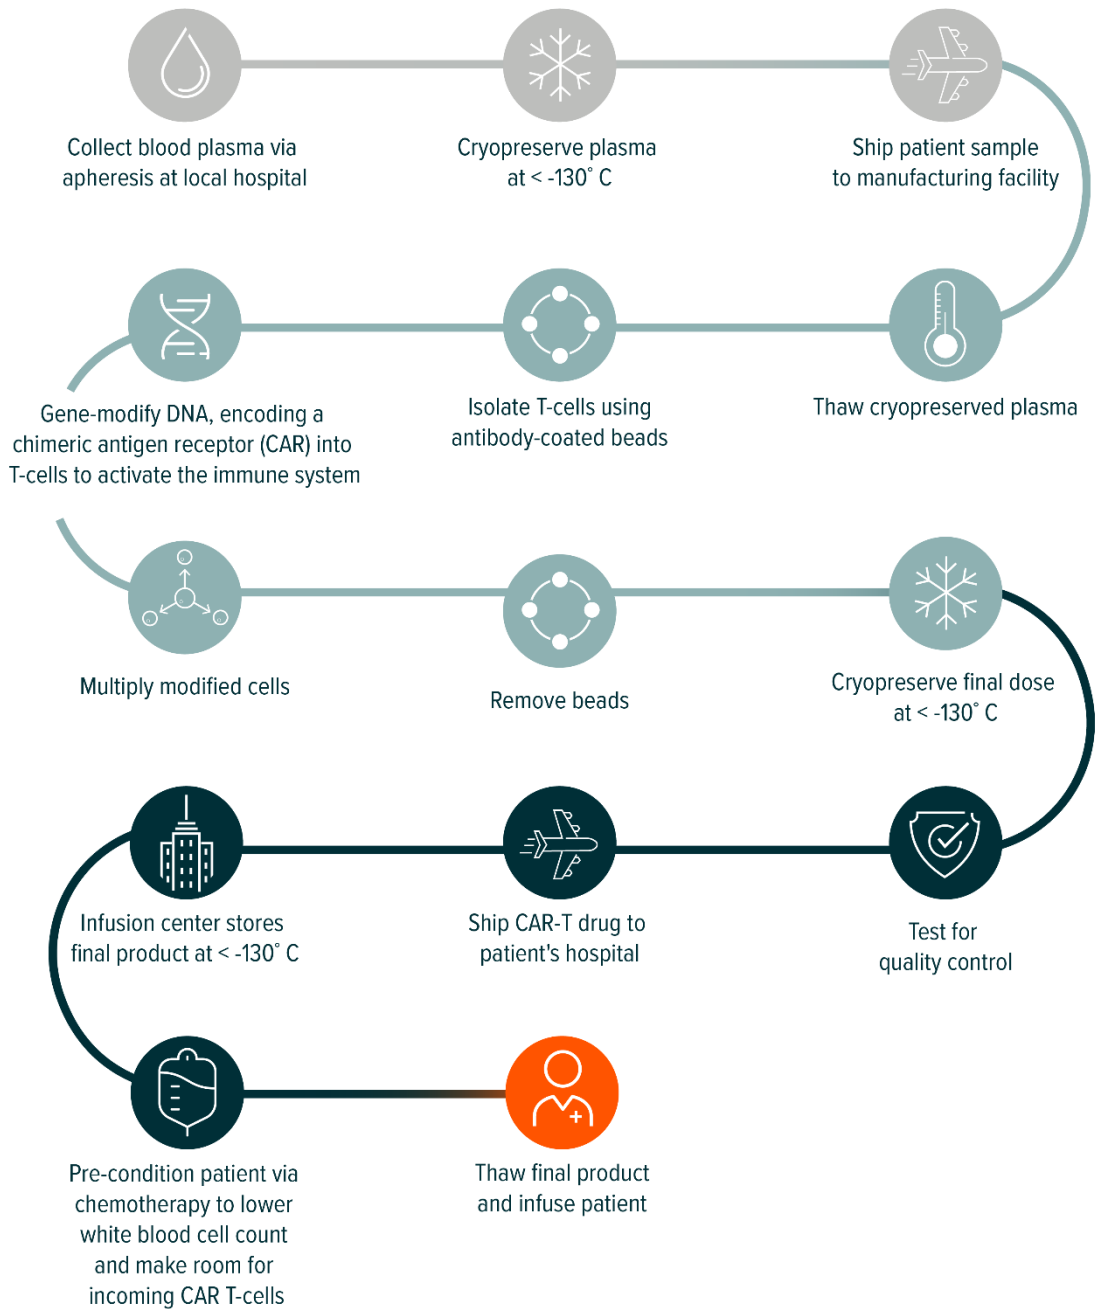 Collect blood plasma via
apheresis at local hospital
Cryopreserve plasma
at < -130° C
Ship patient sample
to manufacturing facility
Thaw cryopreserved plasma
Isolate T-cells using
antibody-coated beads
Gene-modify DNA, encoding a
chimeric antigen receptor (CAR) into
T-cells to activate the immune system
Multiply modified cells
Remove beads
Cryopreserve final dose
at < -130° C
Test for
quality control
Ship CAR-T drug to
patient's hospital
Infusion center stores
final product at < -130° C
Pre-condition patient via
chemotherapy to lower
white blood cell count
and make room for
incoming CAR T-cells
Thaw final product
and infuse patient